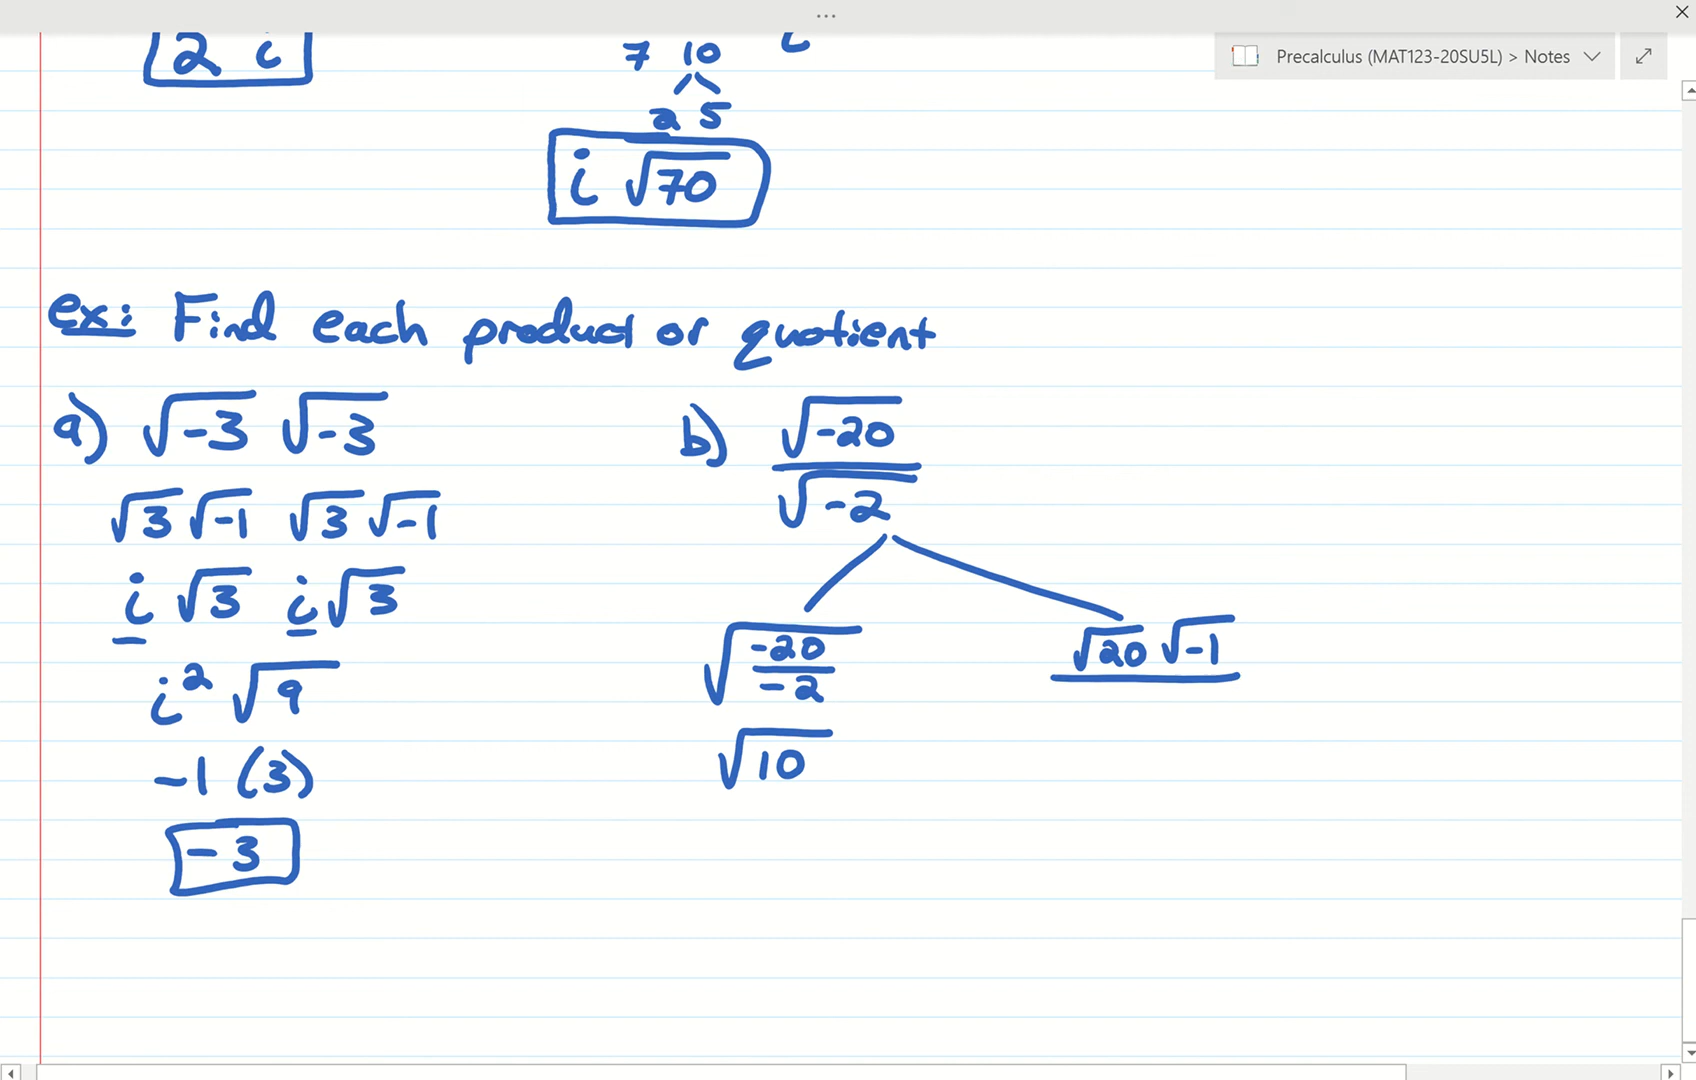 ...
Precalculus (MAT123-20SU5L) > Notes
2 i
7 10 i
2 5
i √70
ex: Find each product or quotient
a) √-3 √-3
√3 √-1 √3 √-1
i √3 i √3
i² √9
-1 (3)
-3
b) √-20 / √-2
√(-20 / -2)
√10
√20 √-1